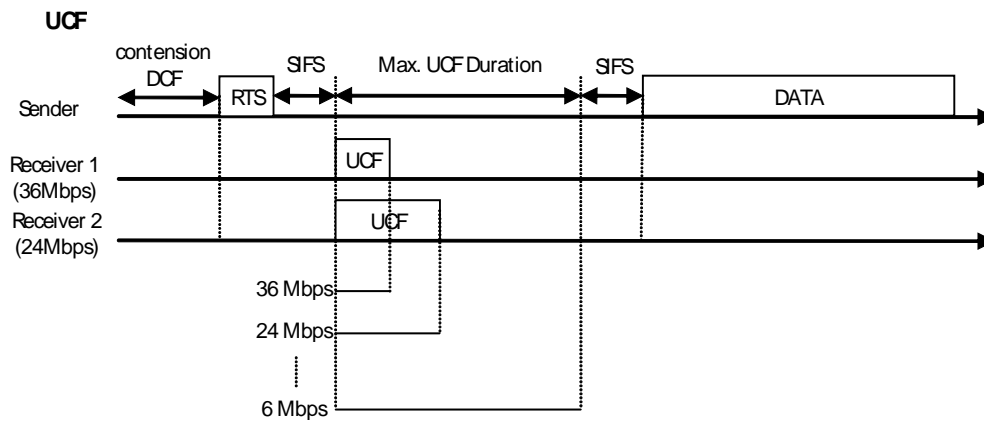 UCF
contension
DCF
SIFS
Max. UCF Duration
SIFS
RTS
DATA
Sender
UCF
Receiver 1
(36Mbps)
UCF
Receiver 2
(24Mbps)
36 Mbps
24 Mbps
6 Mbps